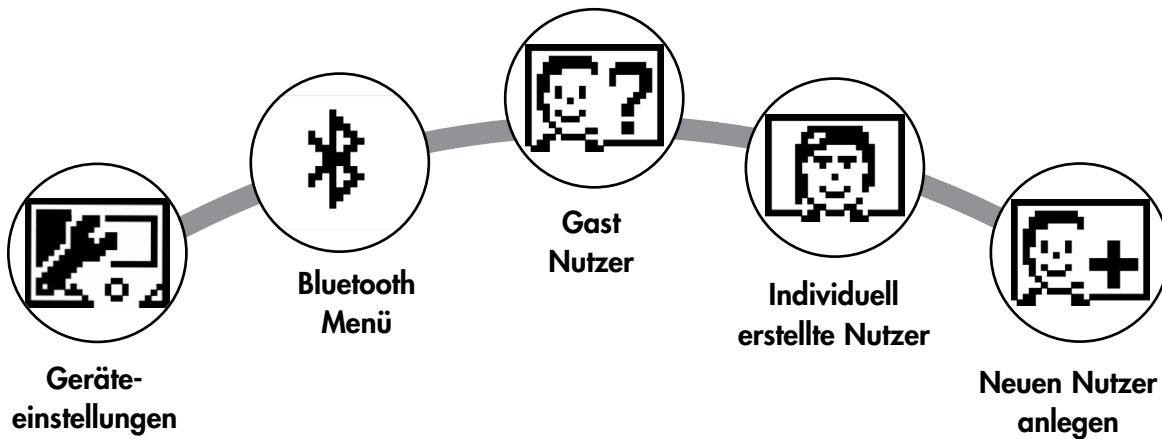 Geräte-
einstellungen
Bluetooth
Menü
?
Gast
Nutzer
Individuell
erstellte Nutzer
+
Neuen Nutzer
anlegen